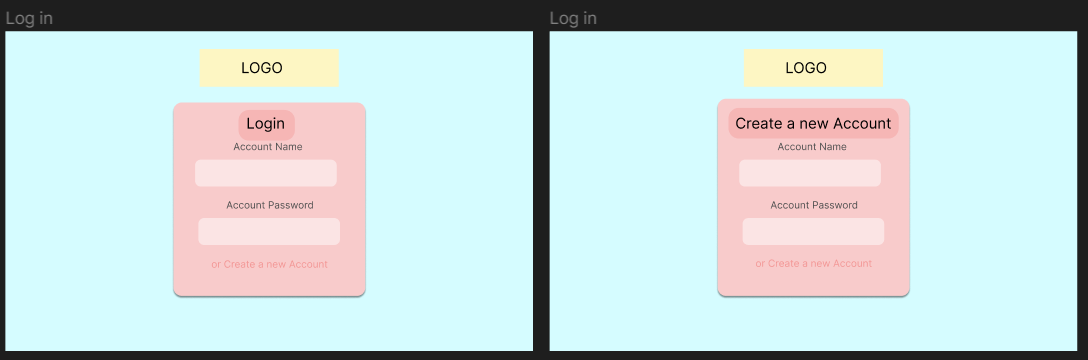 Log in
LOGO
Login
Account Name
Account Password
or Create a new Account
Log in
LOGO
Create a new Account
Account Name
Account Password
or Create a new Account